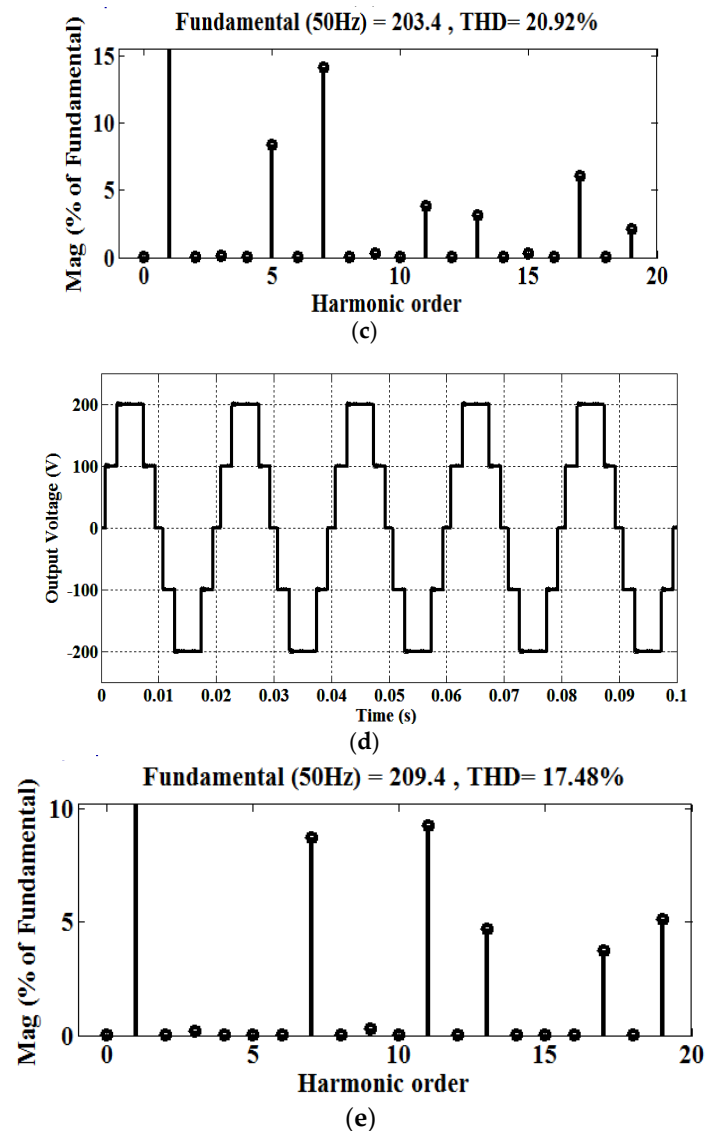 (c)
Fundamental (50Hz) = 203.4 , THD= 20.92%
15
10
5
0
Mag (% of Fundamental)
0 5 10 15 20
Harmonic order
(c)
200
100
0
-100
-200
Output Voltage (V)
0 0.01 0.02 0.03 0.04 0.05 0.06 0.07 0.08 0.09 0.1
Time (s)
(d)
Fundamental (50Hz) = 209.4 , THD= 17.48%
10
5
0
Mag (% of Fundamental)
0 5 10 15 20
Harmonic order
(e)